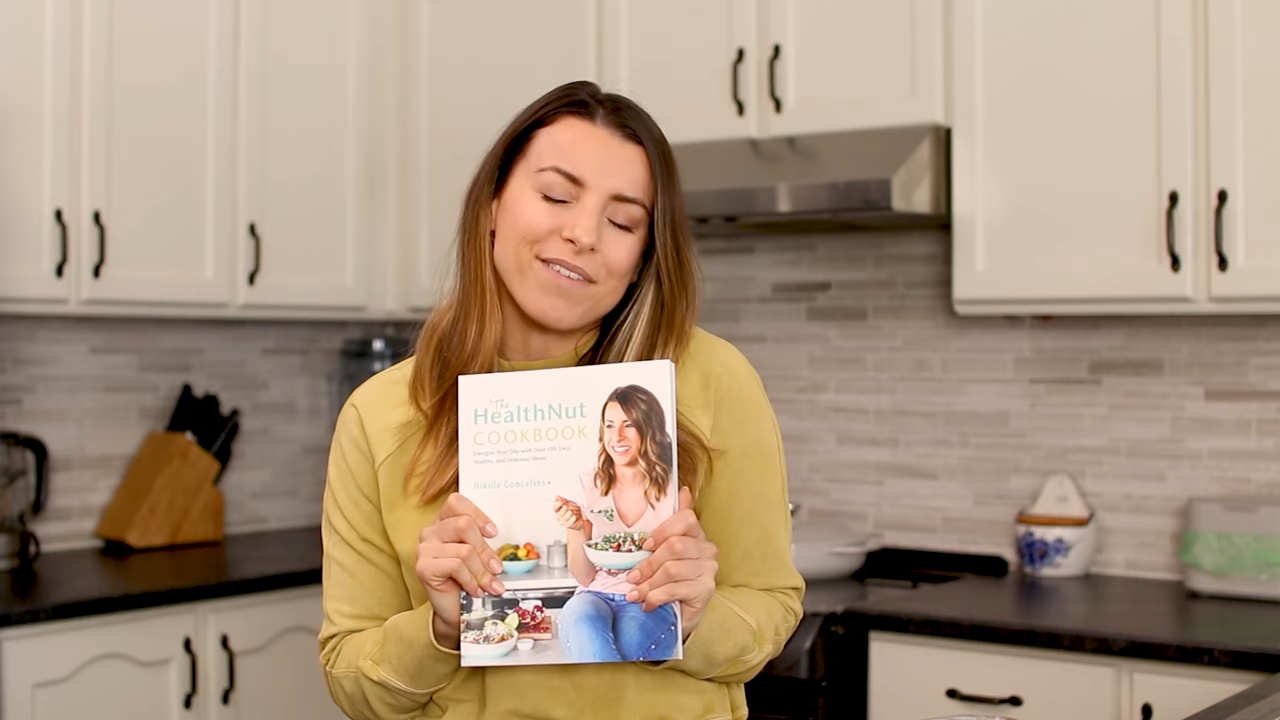 The
HealthNut
COOKBOOK
Energize Your Day with Over 100 Easy,
Healthy, and Delicious Meals
Nikole Goncalves